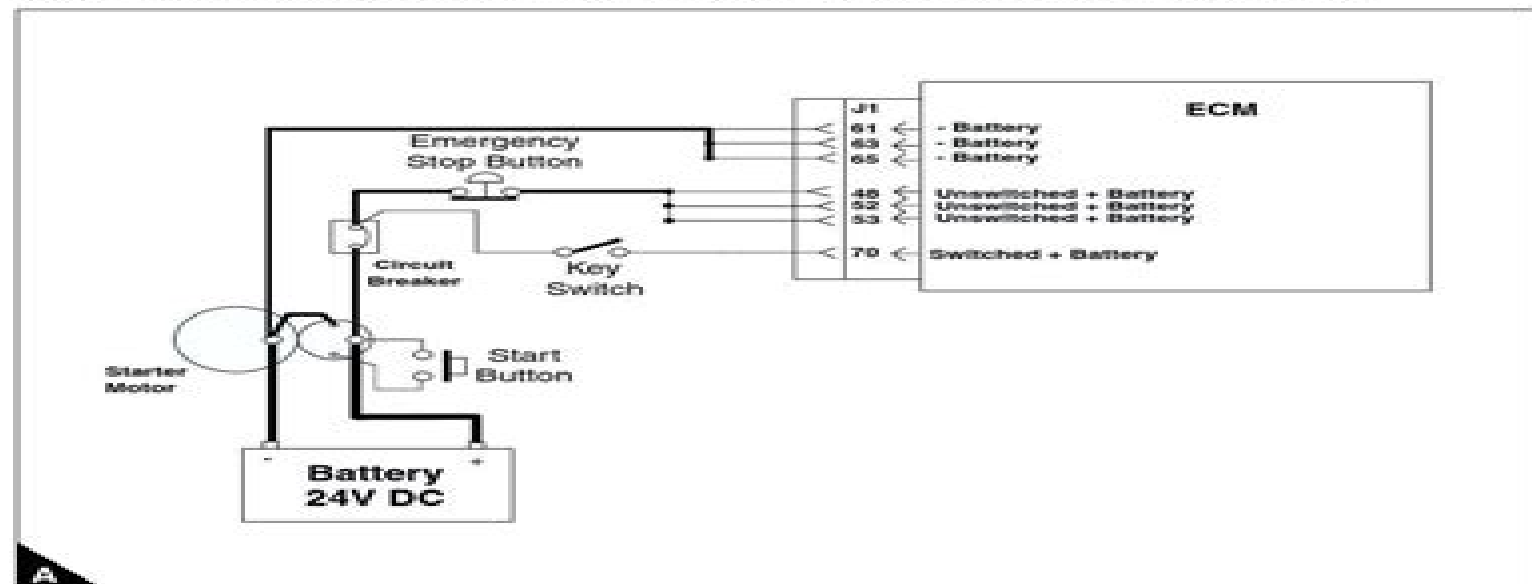 J1
ECM
61 - Battery
63 - Battery
65 - Battery
Emergency
Stop Button
48 Unswitched + Battery
52 Unswitched + Battery
53 Unswitched + Battery
70 Switched + Battery
Circuit
Breaker
Key
Switch
Start
Button
Starter
Motor
- +
Battery
24V DC
A